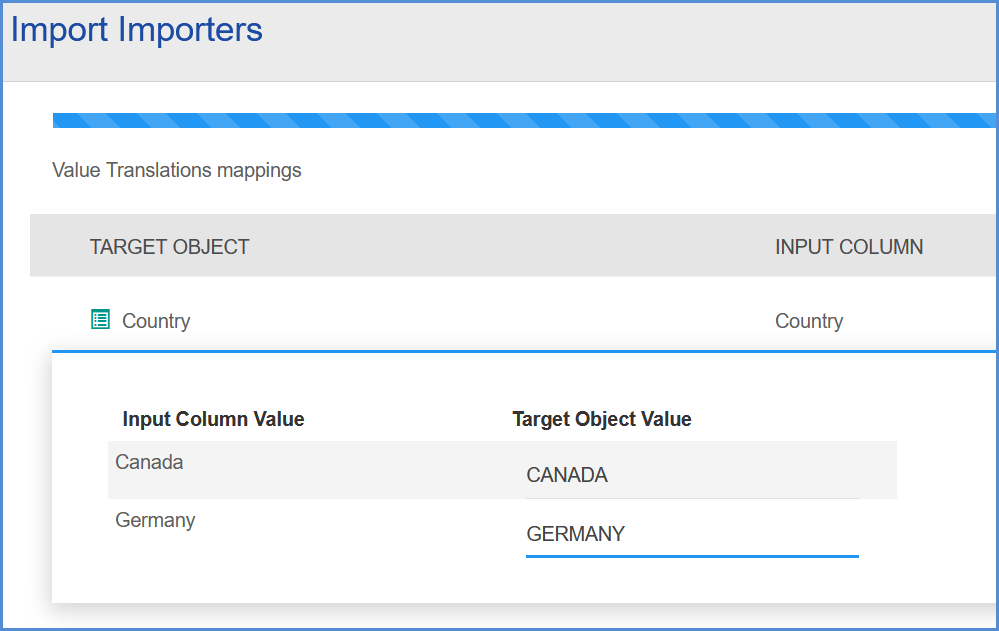 Import Importers
Value Translations mappings
TARGET OBJECT INPUT COLUMN
Country Country
Input Column Value Target Object Value
Canada CANADA
Germany GERMANY